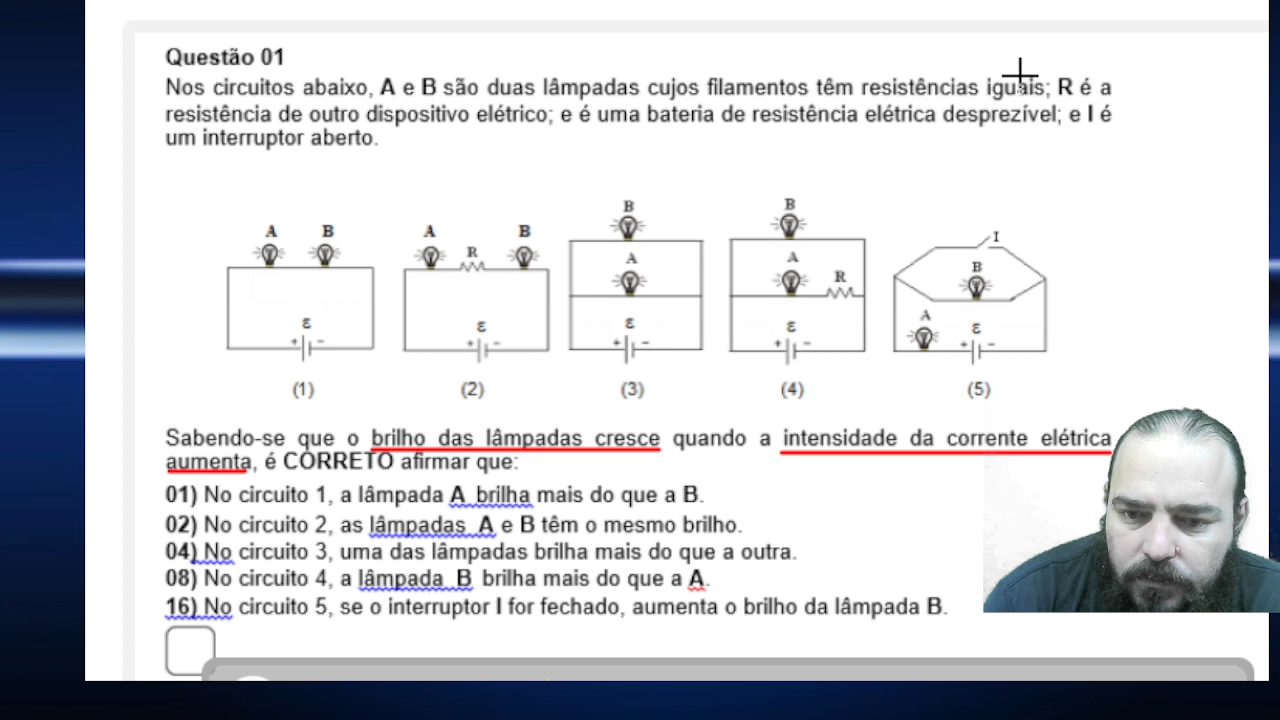 Questão 01
Nos circuitos abaixo, A e B são duas lâmpadas cujos filamentos têm resistências iguais; R é a
resistência de outro dispositivo elétrico; e é uma bateria de resistência elétrica desprezível; e I é
um interruptor aberto.
A B
A R B
B
A
B
A
R
I
B
A
ε
ε
ε
ε
ε
+ -
+ -
+ -
+ -
+ -
(1) (2) (3) (4) (5)
Sabendo-se que o brilho das lâmpadas cresce quando a intensidade da corrente elétrica
aumenta, é CORRETO afirmar que:
01) No circuito 1, a lâmpada A brilha mais do que a B.
02) No circuito 2, as lâmpadas A e B têm o mesmo brilho.
04) No circuito 3, uma das lâmpadas brilha mais do que a outra.
08) No circuito 4, a lâmpada B brilha mais do que a A.
16) No circuito 5, se o interruptor I for fechado, aumenta o brilho da lâmpada B.